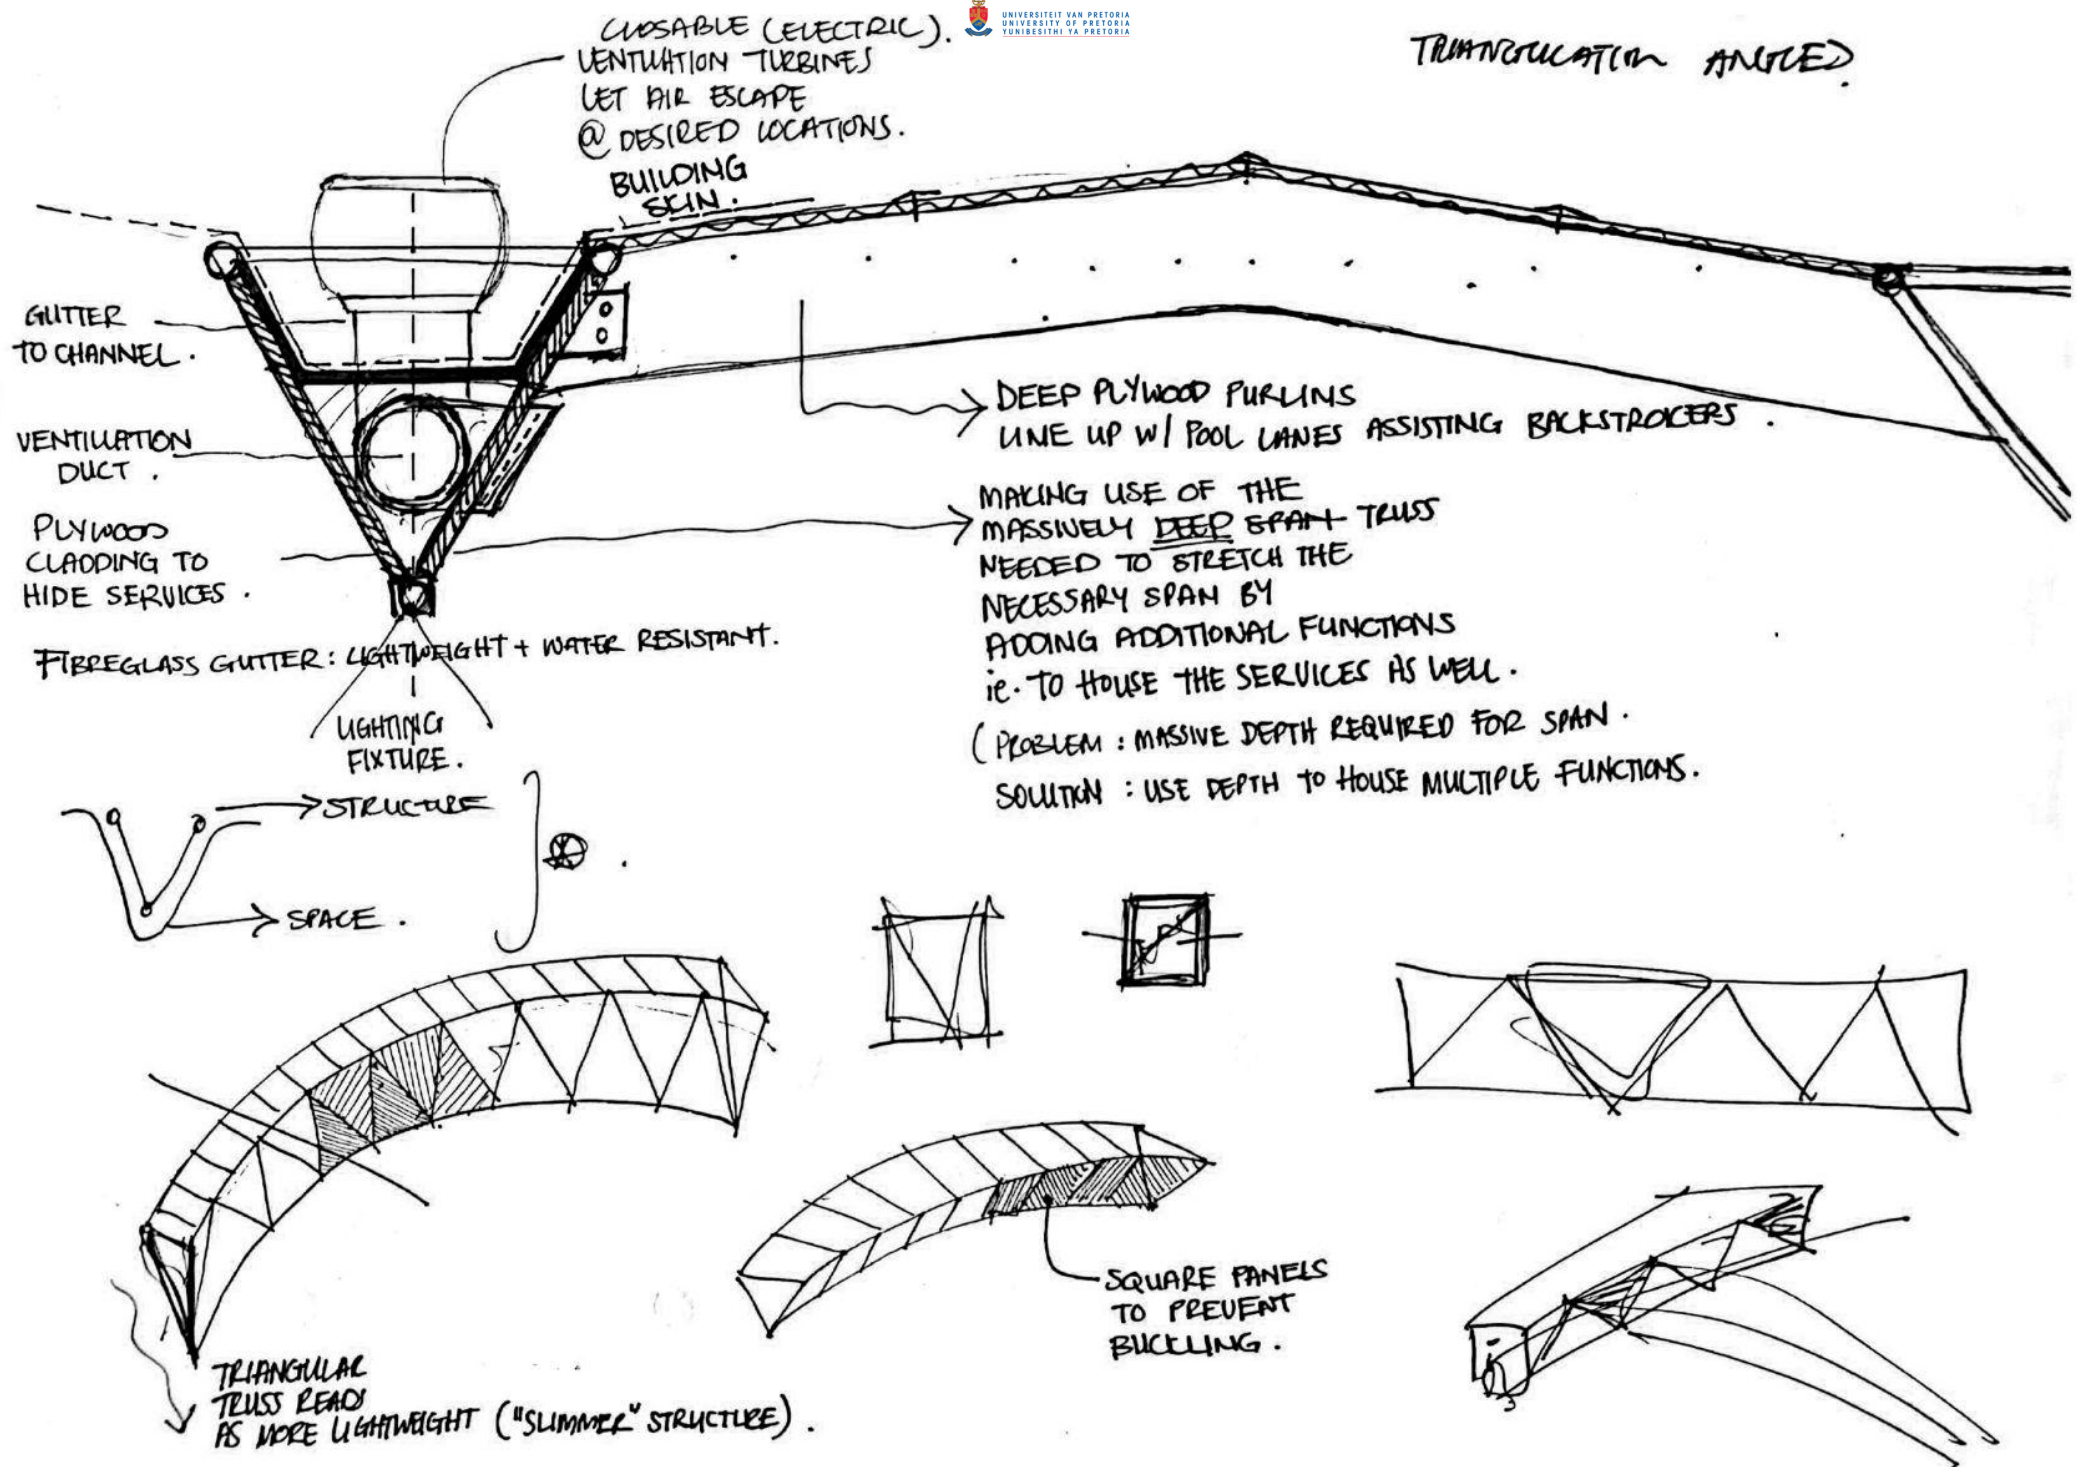 CLOSABLE (ELECTRIC).
VENTILATION TURBINES
LET AIR ESCAPE
@ DESIRED LOCATIONS.
BUILDING
SKIN.
UNIVERSITEIT VAN PRETORIA
UNIVERSITY OF PRETORIA
YUNIBESITHI YA PRETORIA
TRIANGULATION ANGLED.
GUTTER
TO CHANNEL.
VENTILLATION
DUCT.
PLYWOOD
CLADDING TO
HIDE SERVICES.
FIBREGLASS GUTTER: LIGHTWEIGHT + WATER RESISTANT.
LIGHTING
FIXTURE.
DEEP PLYWOOD PURLINS
LINE UP W/ POOL LANES ASSISTING BACKSTROKERS.
MAKING USE OF THE
MASSIVELY DEEP SPAN TRUSS
NEEDED TO STRETCH THE
NECESSARY SPAN BY
ADDING ADDITIONAL FUNCTIONS
ie. TO HOUSE THE SERVICES AS WELL.
(PROBLEM: MASSIVE DEPTH REQUIRED FOR SPAN.
SOLUTION: USE DEPTH TO HOUSE MULTIPLE FUNCTIONS.
STRUCTURE
SPACE.
SQUARE PANELS
TO PREVENT
BUCKLING.
TRIANGULAR
TRUSS READS
AS MORE LIGHTWEIGHT ("SLIMMER" STRUCTURE).